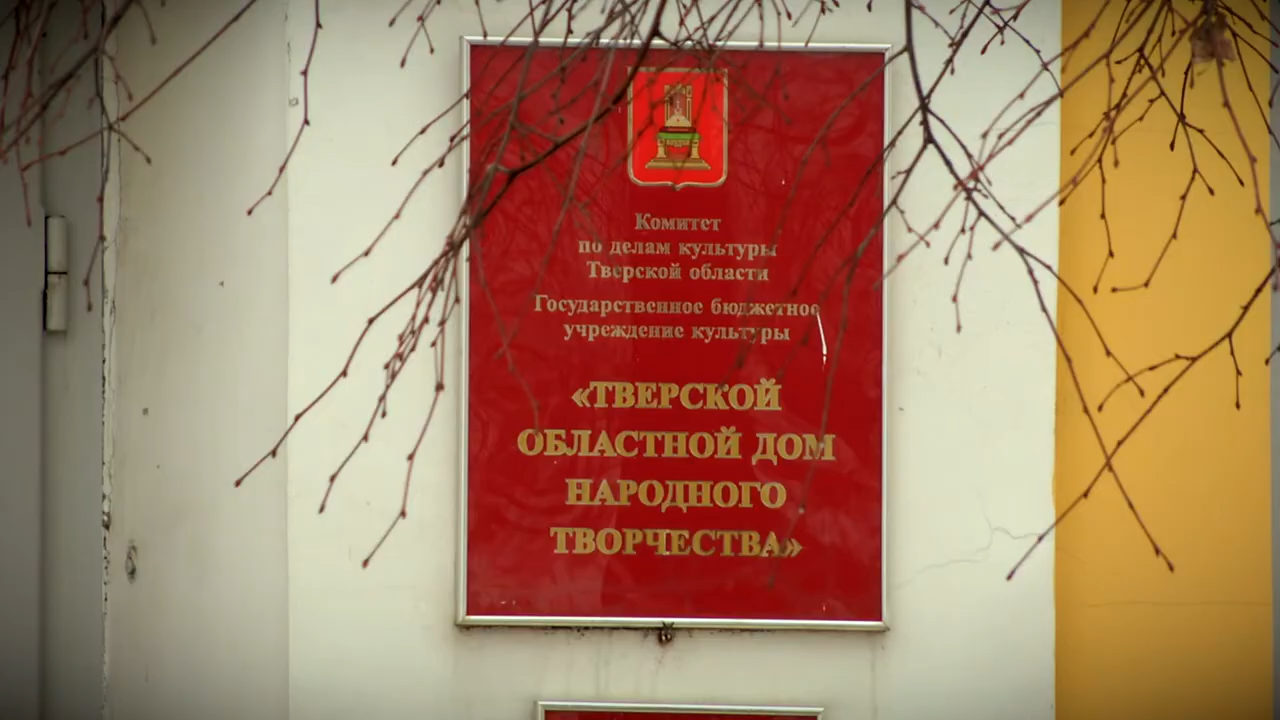 Комитет
по делам культуры
Тверской области
Государственное бюджетное
учреждение культуры
«ТВЕРСКОЙ
ОБЛАСТНОЙ ДОМ
НАРОДНОГО
ТВОРЧЕСТВА»